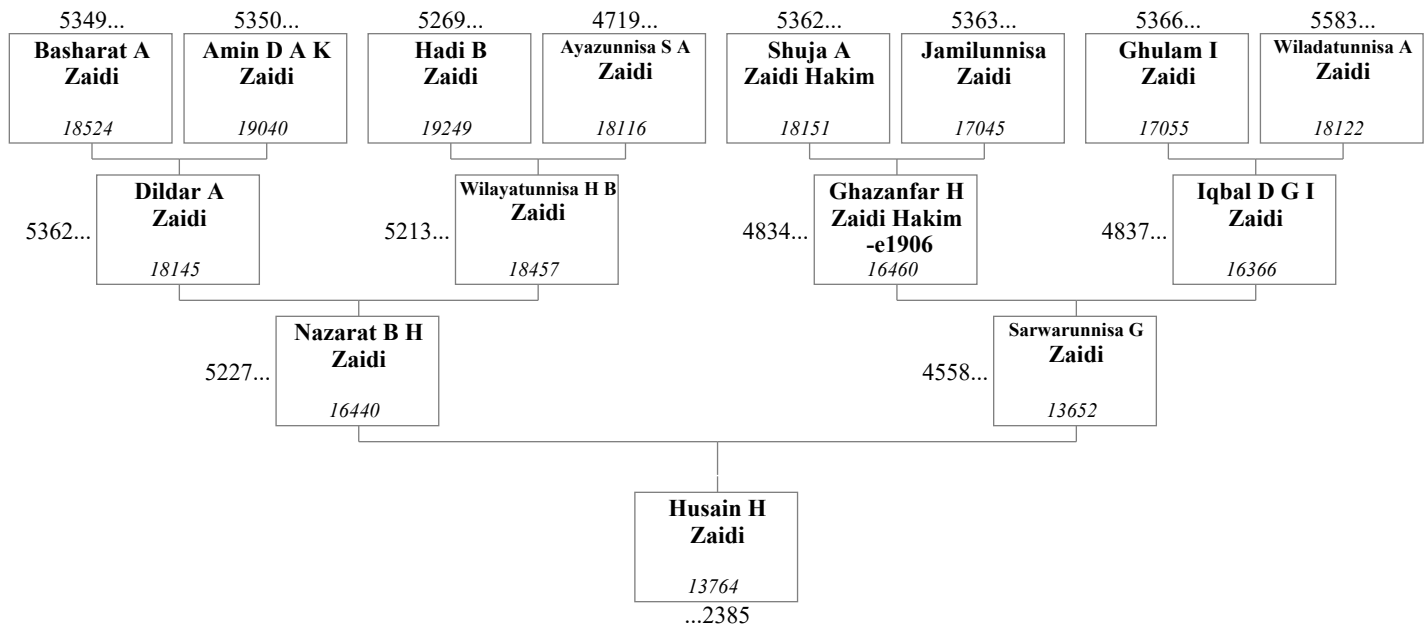 5349...
5350...
5269...
4719...
5362...
5363...
5366...
5583...
Basharat A
Zaidi
18524
Amin D A K
Zaidi
19040
Hadi B
Zaidi
19249
Ayazunnisa S A
Zaidi
18116
Shuja A
Zaidi Hakim
18151
Jamilunnisa
Zaidi
17045
Ghulam I
Zaidi
17055
Wiladatunnisa A
Zaidi
18122
5362...
Dildar A
Zaidi
18145
5213...
Wilayatunnisa H B
Zaidi
18457
4834...
Ghazanfar H
Zaidi Hakim
-e1906
16460
4837...
Iqbal D G I
Zaidi
16366
5227...
Nazarat B H
Zaidi
16440
4558...
Sarwarunnisa G
Zaidi
13652
Husain H
Zaidi
13764
...2385